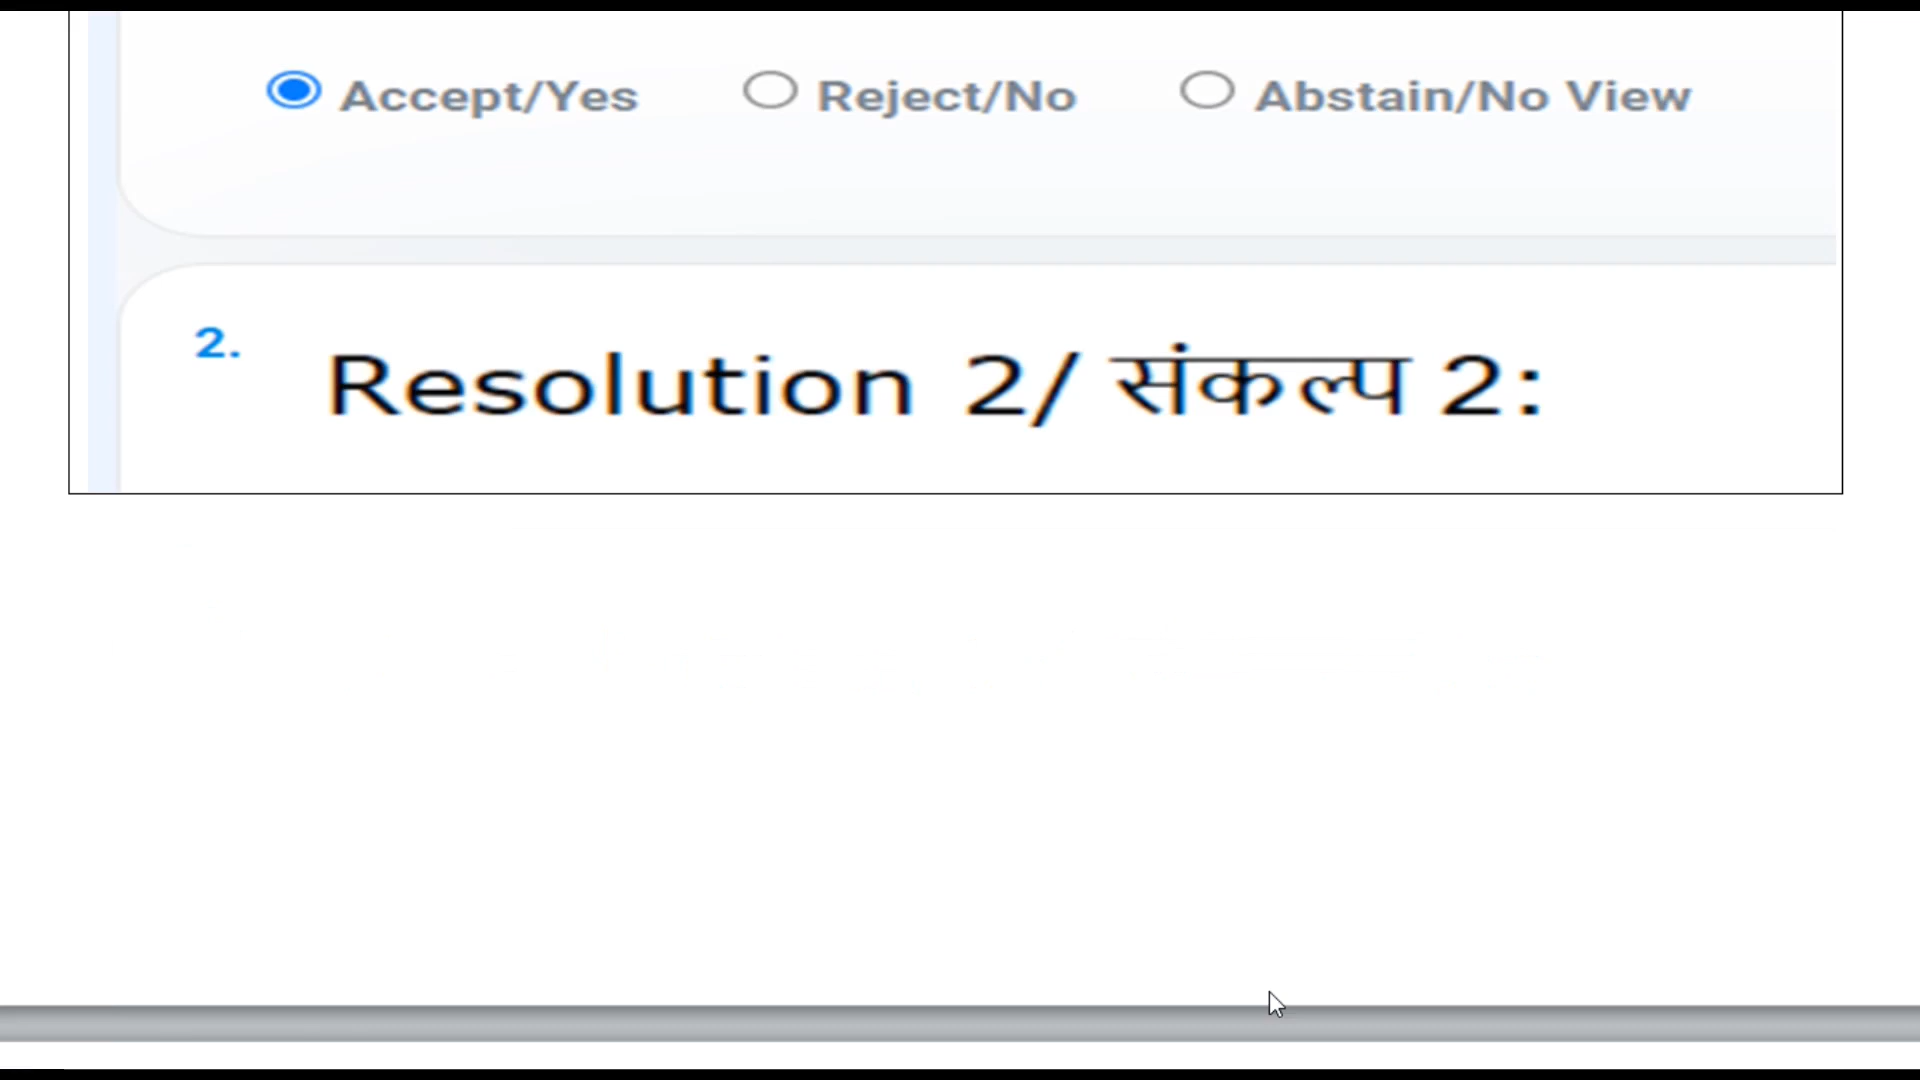 Accept/Yes Reject/No Abstain/No View
2. Resolution 2/ संकल्प 2: